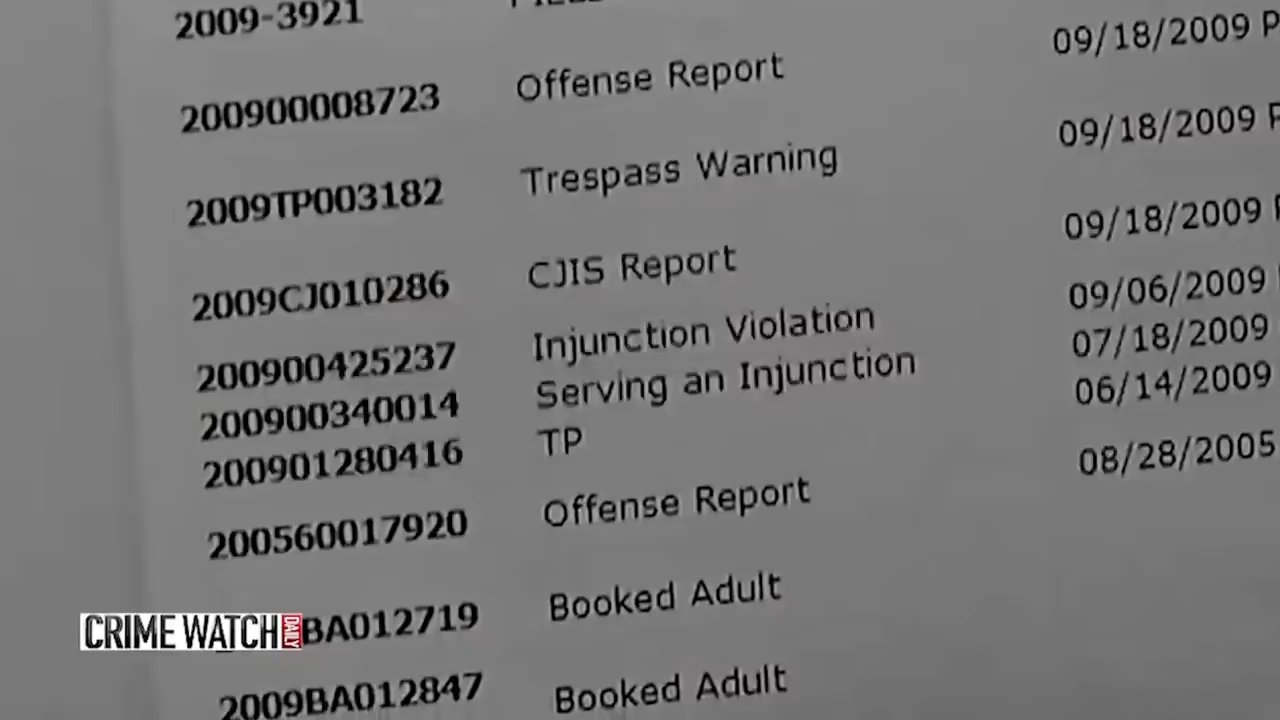 2009-3921
200900008723 Offense Report 09/18/2009 P
2009TP003182 Trespass Warning 09/18/2009
2009CJ010286 CJIS Report 09/18/2009
200900425237 Injunction Violation 09/06/2009
200900340014 Serving an Injunction 07/18/2009
200901280416 TP 06/14/2009
200560017920 Offense Report 08/28/2005
BA012719 Booked Adult
2009BA012847 Booked Adult
CRIME WATCH DAILY